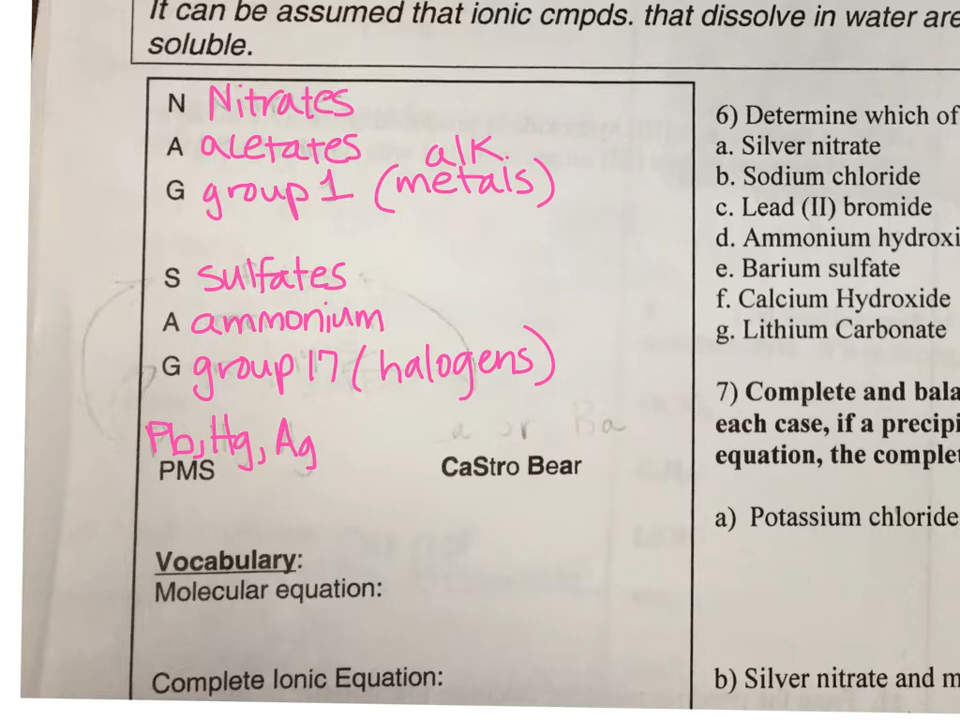 It can be assumed that ionic cmpds. that dissolve in water are
soluble.
N Nitrates
A acetates alk.
G group 1 (metals)
S sulfates
A ammonium
G group 17 (halogens)
Pb, Hg, Ag
a or Ba
PMS CaStro Bear
Vocabulary:
Molecular equation:
Complete Ionic Equation:
6) Determine which of
a. Silver nitrate
b. Sodium chloride
c. Lead (II) bromide
d. Ammonium hydroxi
e. Barium sulfate
f. Calcium Hydroxide
g. Lithium Carbonate
7) Complete and bala
each case, if a precipi
equation, the complet
a) Potassium chloride
b) Silver nitrate and m